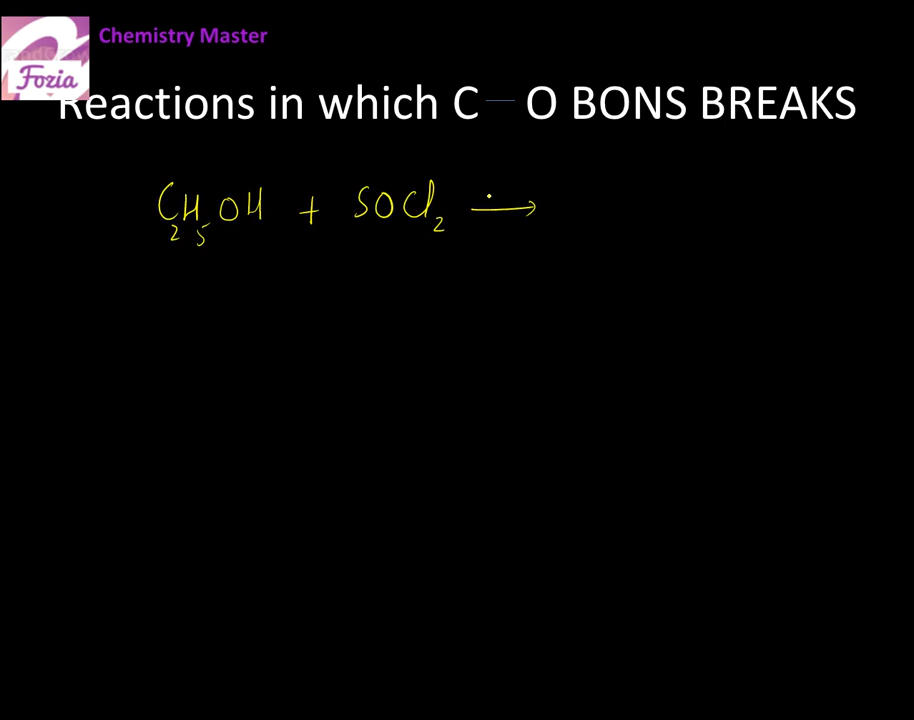 Chemistry Master
Fozia
Reactions in which C — O BONS BREAKS
C₂H₅OH + SOCl₂ →